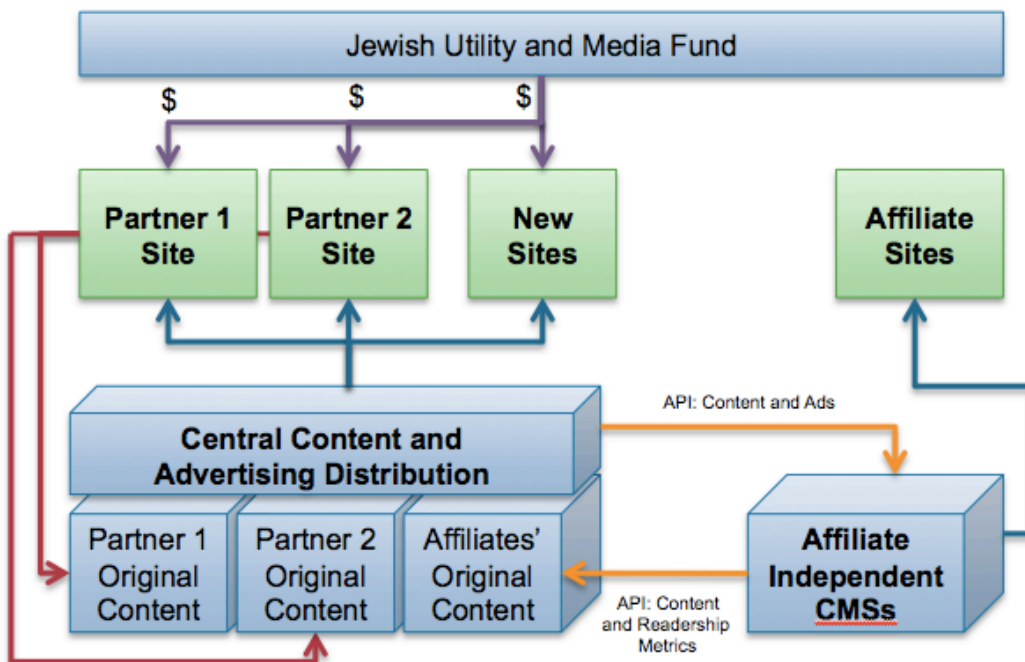 Jewish Utility and Media Fund
$ $ $
Partner 1
Site
Partner 2
Site
New
Sites
Affiliate
Sites
API: Content and Ads
Central Content and
Advertising Distribution
Partner 1
Original
Content
Partner 2
Original
Content
Affiliates’
Original
Content
Affiliate
Independent
CMSs
API: Content
and Readership
Metrics